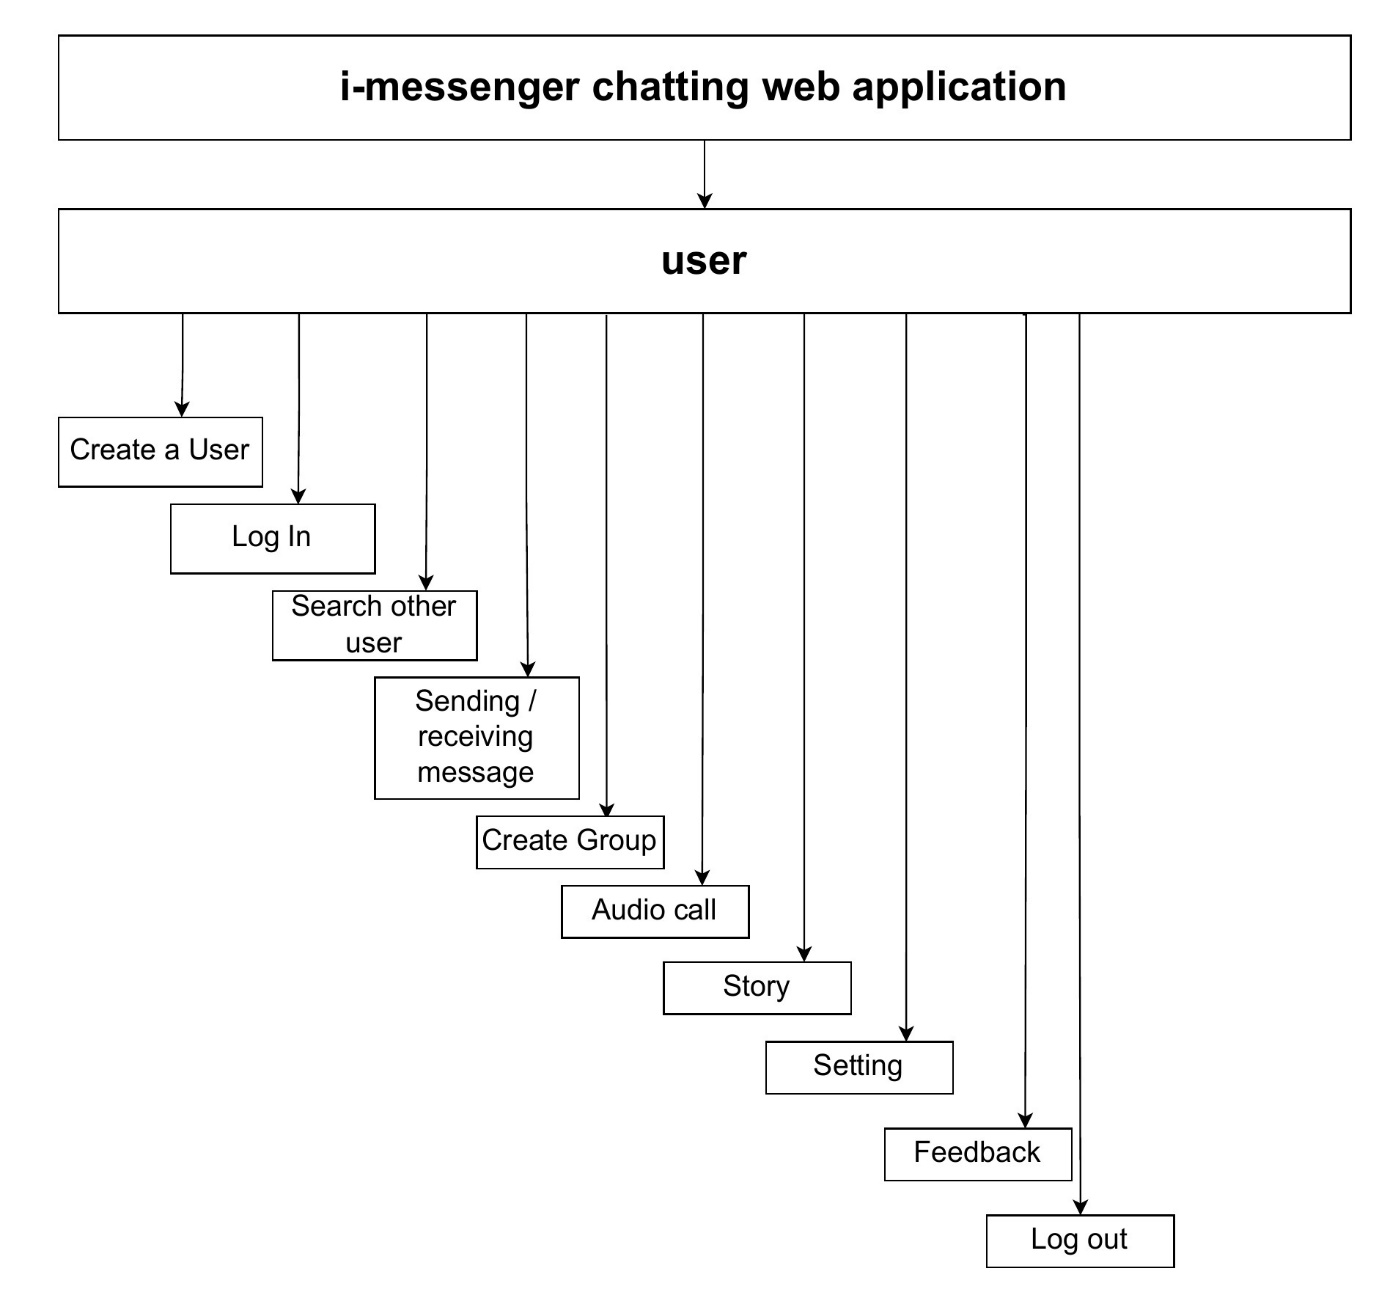 i-messenger chatting web application
user
Create a User
Log In
Search other
user
Sending /
receiving
message
Create Group
Audio call
Story
Setting
Feedback
Log out